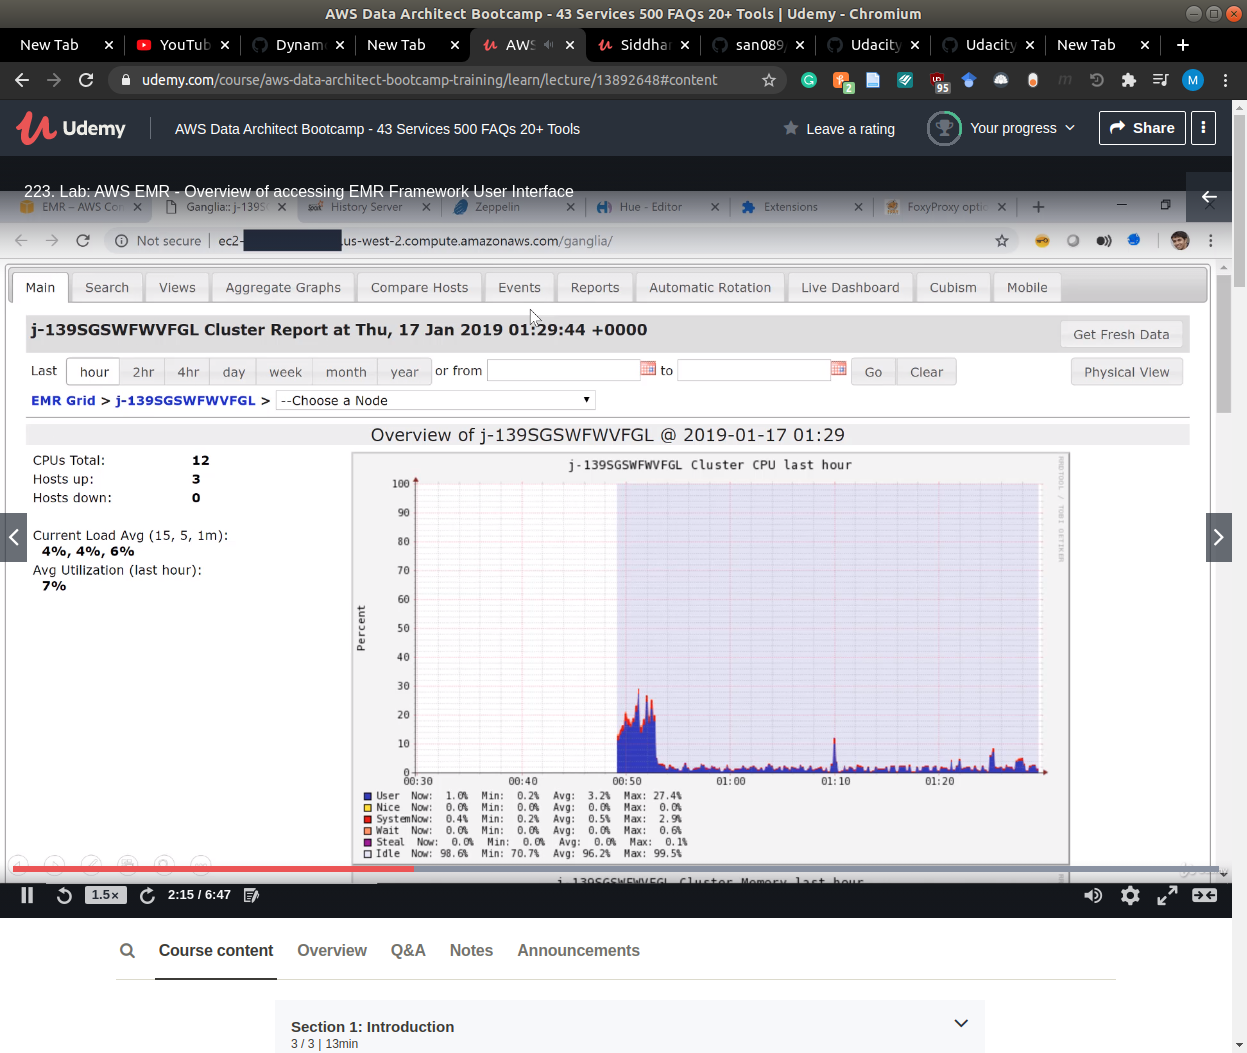 AWS Data Architect Bootcamp - 43 Services 500 FAQs 20+ Tools | Udemy - Chromium
New Tab
YouTub
Dynam
New Tab
AWS
Siddhar
san089
Udacity
Udacity
New Tab
udemy.com/course/aws-data-architect-bootcamp-training/learn/lecture/13892648#content
2
95
m
M
Udemy
AWS Data Architect Bootcamp - 43 Services 500 FAQs 20+ Tools
Leave a rating
Your progress
Share
223. Lab: AWS EMR - Overview of accessing EMR Framework User Interface
EMR – AWS Con
Ganglia:: j-139S
History Server
Zeppelin
Hue - Editor
Extensions
FoxyProxy optic
Not secure | ec2-
.us-west-2.compute.amazonaws.com/ganglia/
Main
Search
Views
Aggregate Graphs
Compare Hosts
Events
Reports
Automatic Rotation
Live Dashboard
Cubism
Mobile
j-139SGSWFWVFGL Cluster Report at Thu, 17 Jan 2019 01:29:44 +0000
Get Fresh Data
Last hour 2hr 4hr day week month year or from to Go Clear
Physical View
EMR Grid > j-139SGSWFWVFGL > --Choose a Node
Overview of j-139SGSWFWVFGL @ 2019-01-17 01:29
CPUs Total: 12
Hosts up: 3
Hosts down: 0
Current Load Avg (15, 5, 1m):
4%, 4%, 6%
Avg Utilization (last hour):
7%
j-139SGSWFWVFGL Cluster CPU last hour
RRDTOOL / TOBI OETIKER
Percent
100
90
80
70
60
50
40
30
20
10
0
00:30 00:40 00:50 01:00 01:10 01:20
User Now: 1.0% Min: 0.2% Avg: 3.2% Max: 27.4%
Nice Now: 0.0% Min: 0.0% Avg: 0.0% Max: 0.0%
System Now: 0.4% Min: 0.2% Avg: 0.5% Max: 2.9%
Wait Now: 0.0% Min: 0.0% Avg: 0.0% Max: 0.6%
Steal Now: 0.0% Min: 0.0% Avg: 0.0% Max: 0.1%
Idle Now: 98.6% Min: 70.7% Avg: 96.2% Max: 99.5%
j-139SGSWFWVFGL Cluster Memory last hour
1.5×
2:15 / 6:47
Course content
Overview
Q&A
Notes
Announcements
Section 1: Introduction
3 / 3 | 13min